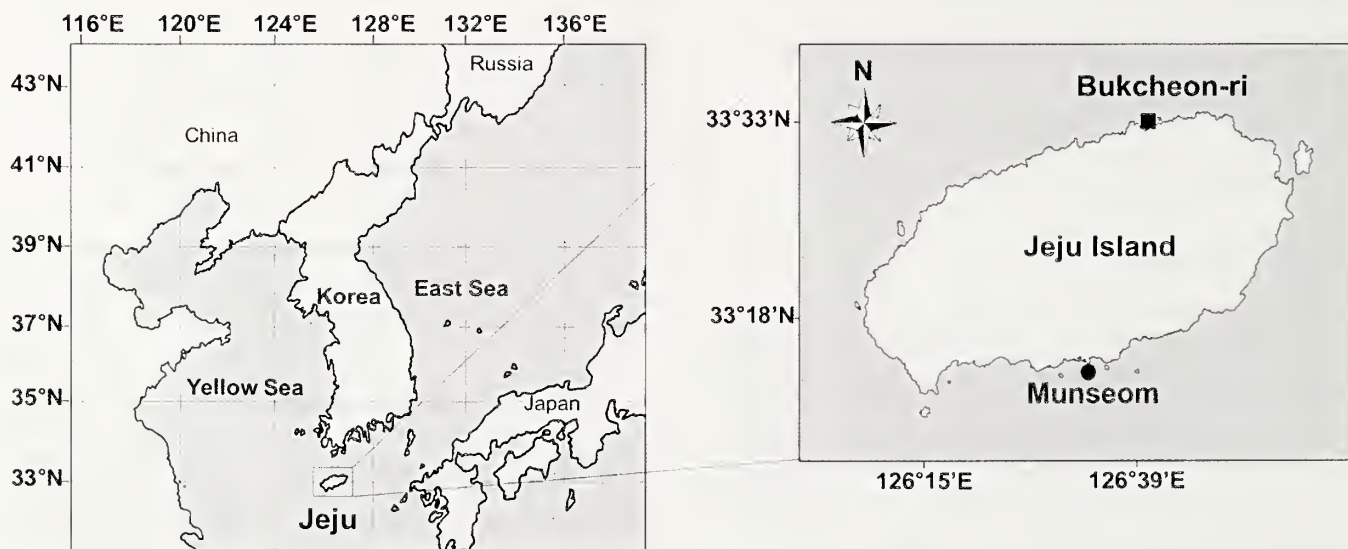 116°E 120°E 124°E 128°E 132°E 136°E
43°N
41°N
39°N
37°N
35°N
33°N
Russia
China
Korea
East Sea
Yellow Sea
Japan
Jeju
N
Bukcheon-ri
33°33'N
Jeju Island
33°18'N
Munseom
126°15'E 126°39'E